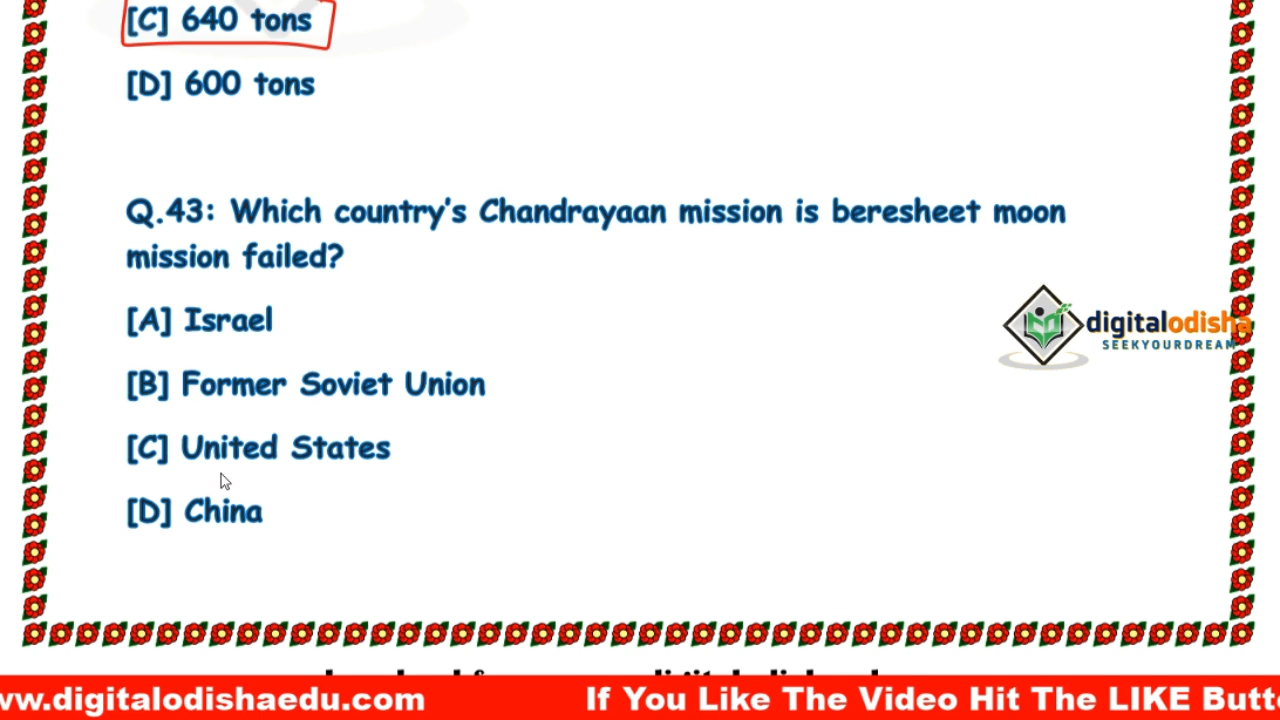 [C] 640 tons
[D] 600 tons
Q.43: Which country's Chandrayaan mission is beresheet moon
mission failed?
[A] Israel
digitalodisha
SEEKYOURDREAM
[B] Former Soviet Union
[C] United States
[D] China
ww.digitalodishaedu.com If You Like The Video Hit The LIKE Butt